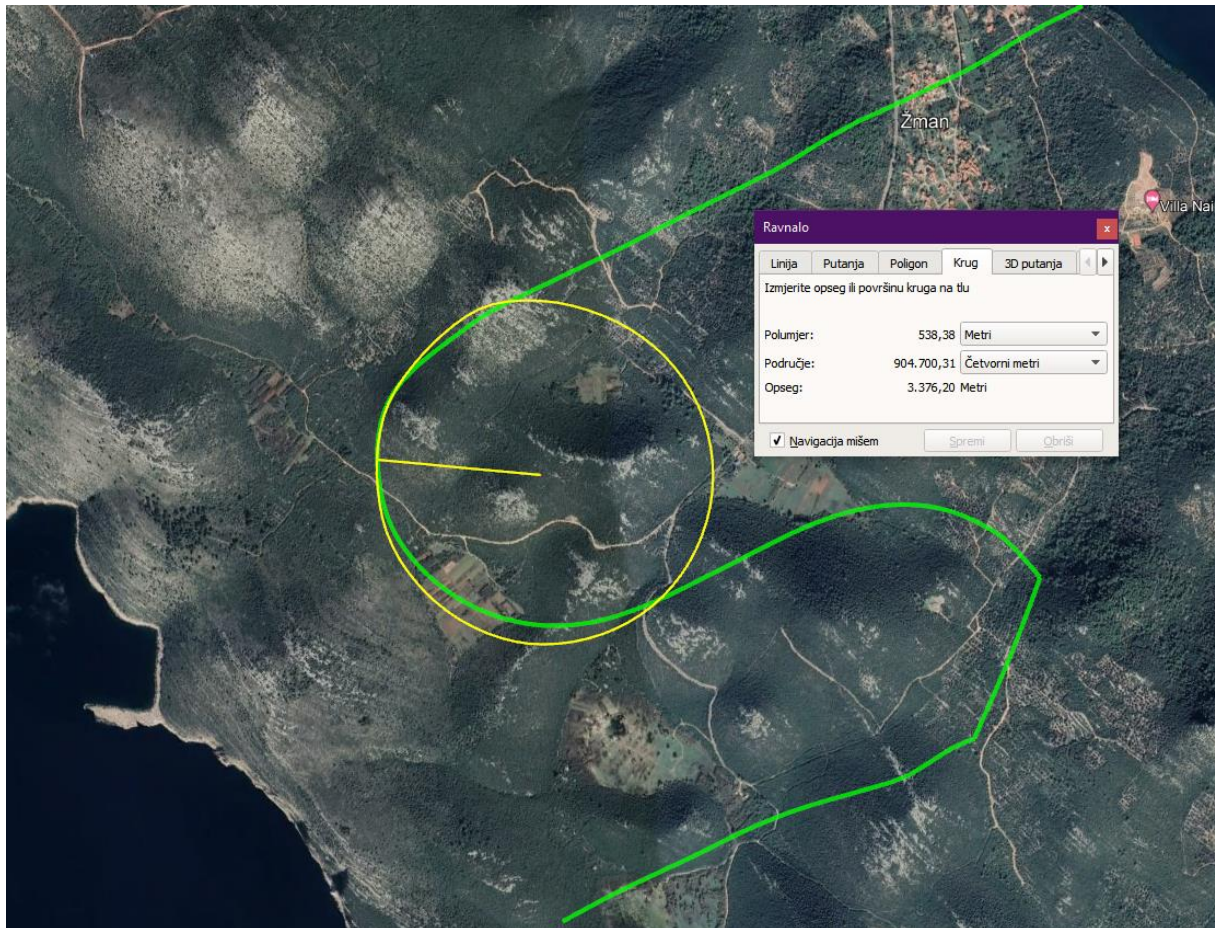 Žman
Villa Nai
Ravnalo
Linija
Putanja
Poligon
Krug
3D putanja
Izmjerite opseg ili površinu kruga na tlu
Polumjer: 538,38 Metri
Područje: 904.700,31 Četvorni metri
Opseg: 3.376,20 Metri
Navigacija mišem
Spremi
Obriši